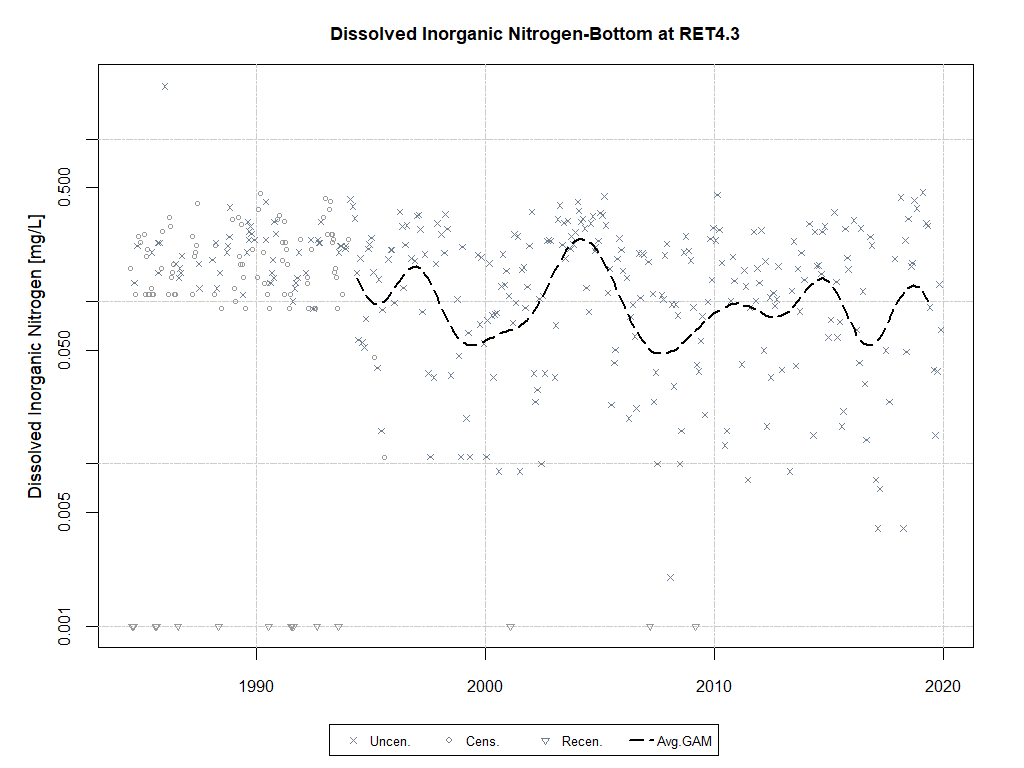 Dissolved Inorganic Nitrogen-Bottom at RET4.3
Dissolved Inorganic Nitrogen [mg/L]
0.500
0.050
0.005
0.001
1990 2000 2010 2020
Uncen. Cens. Recen. Avg.GAM